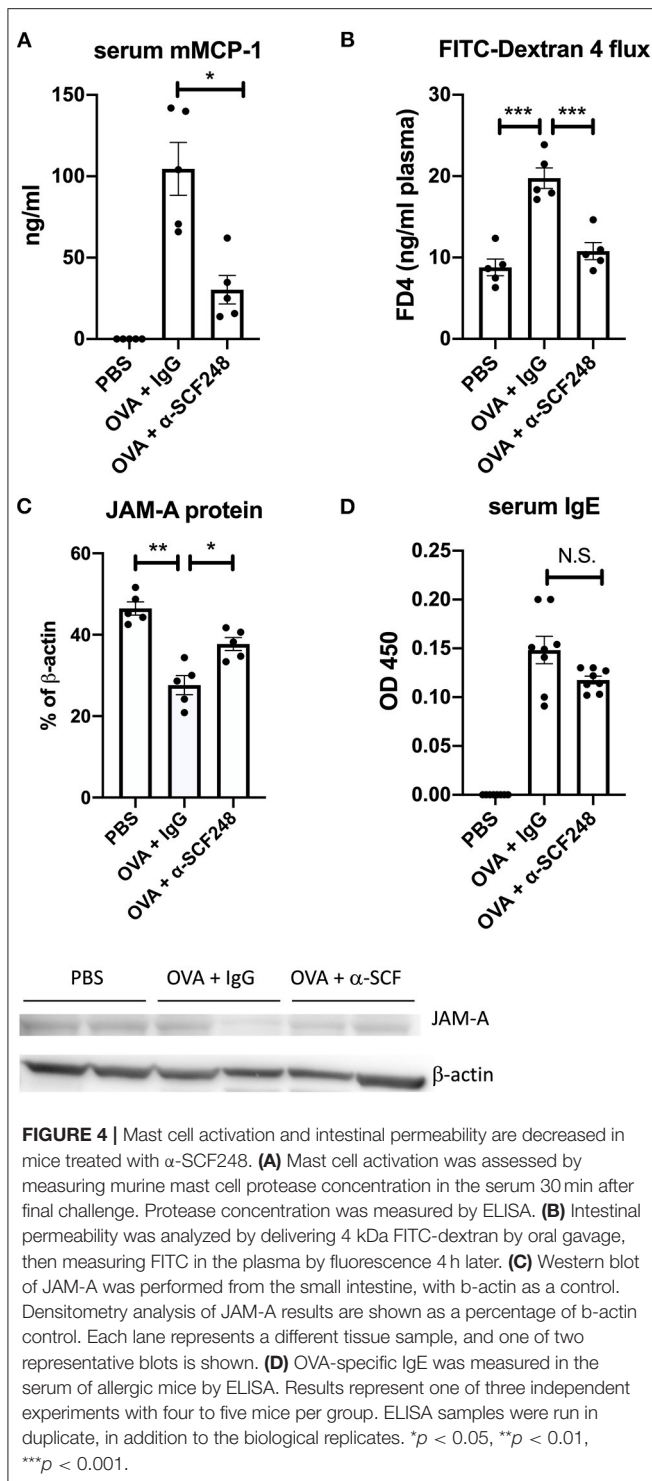 A
serum mMCP-1
*
150
100
50
0
ng/ml
PBS
OVA + IgG
OVA + α-SCF248
B
FITC-Dextran 4 flux
*** ***
30
20
10
0
FD4 (ng/ml plasma)
PBS
OVA + IgG
OVA + α-SCF248
C
JAM-A protein
** *
60
40
20
0
% of β-actin
PBS
OVA + IgG
OVA + α-SCF248
D
serum IgE
N.S.
0.25
0.20
0.15
0.10
0.05
0.00
OD 450
PBS
OVA + IgG
OVA + α-SCF248
PBS OVA + IgG OVA + α-SCF
JAM-A
β-actin
FIGURE 4 | Mast cell activation and intestinal permeability are decreased in
mice treated with α-SCF248. (A) Mast cell activation was assessed by
measuring murine mast cell protease concentration in the serum 30 min after
final challenge. Protease concentration was measured by ELISA. (B) Intestinal
permeability was analyzed by delivering 4 kDa FITC-dextran by oral gavage,
then measuring FITC in the plasma by fluorescence 4 h later. (C) Western blot
of JAM-A was performed from the small intestine, with b-actin as a control.
Densitometry analysis of JAM-A results are shown as a percentage of b-actin
control. Each lane represents a different tissue sample, and one of two
representative blots is shown. (D) OVA-specific IgE was measured in the
serum of allergic mice by ELISA. Results represent one of three independent
experiments with four to five mice per group. ELISA samples were run in
duplicate, in addition to the biological replicates. *p < 0.05, **p < 0.01,
***p < 0.001.